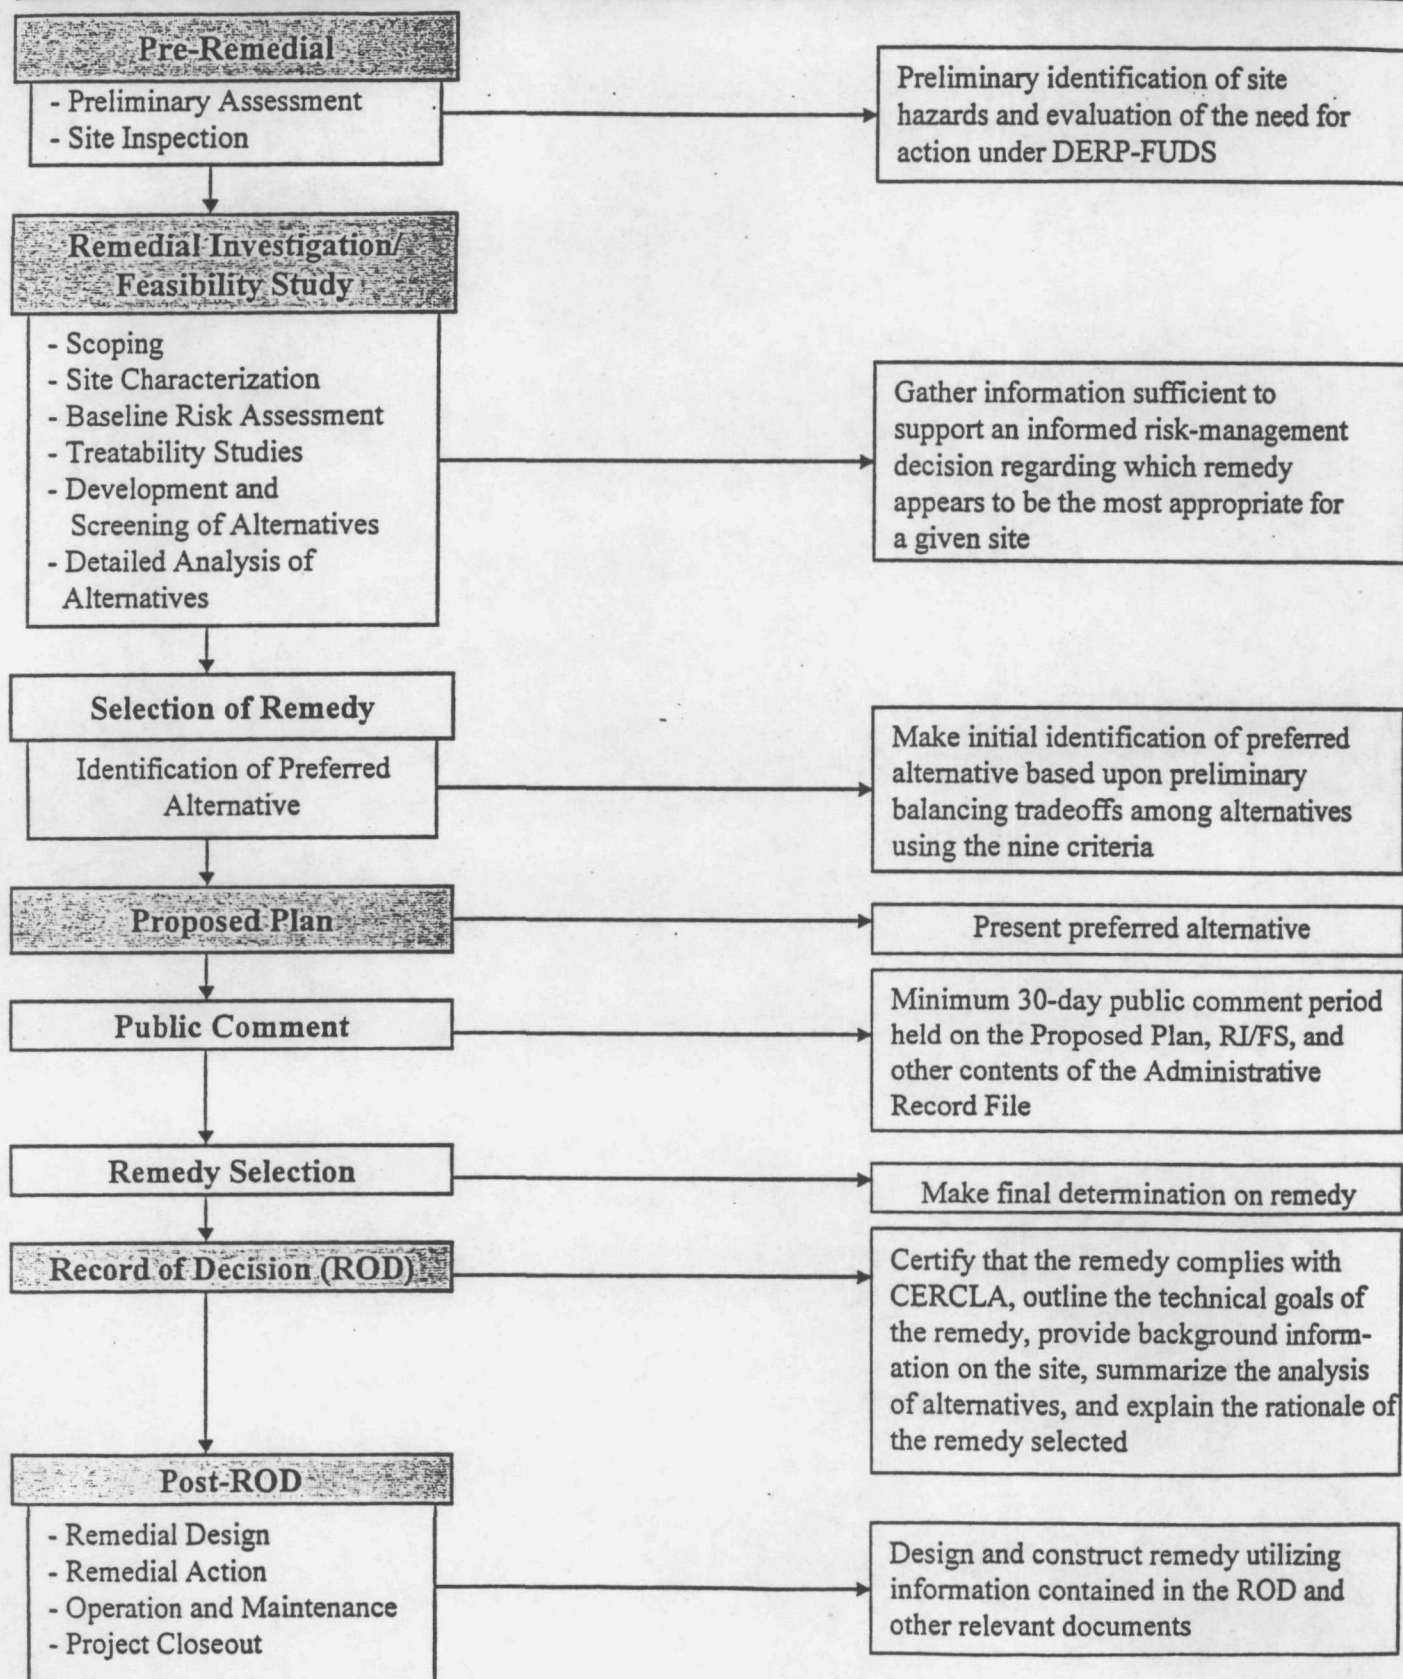 Pre-Remedial
- Preliminary Assessment
- Site Inspection
Preliminary identification of site
hazards and evaluation of the need for
action under DERP-FUDS
Remedial Investigation/
Feasibility Study
- Scoping
- Site Characterization
- Baseline Risk Assessment
- Treatability Studies
- Development and
Screening of Alternatives
- Detailed Analysis of
Alternatives
Gather information sufficient to
support an informed risk-management
decision regarding which remedy
appears to be the most appropriate for
a given site
Selection of Remedy
Identification of Preferred
Alternative
Make initial identification of preferred
alternative based upon preliminary
balancing tradeoffs among alternatives
using the nine criteria
Proposed Plan
Present preferred alternative
Public Comment
Minimum 30-day public comment period
held on the Proposed Plan, RI/FS, and
other contents of the Administrative
Record File
Remedy Selection
Make final determination on remedy
Record of Decision (ROD)
Certify that the remedy complies with
CERCLA, outline the technical goals of
the remedy, provide background inform-
ation on the site, summarize the analysis
of alternatives, and explain the rationale of
the remedy selected
Post-ROD
- Remedial Design
- Remedial Action
- Operation and Maintenance
- Project Closeout
Design and construct remedy utilizing
information contained in the ROD and
other relevant documents